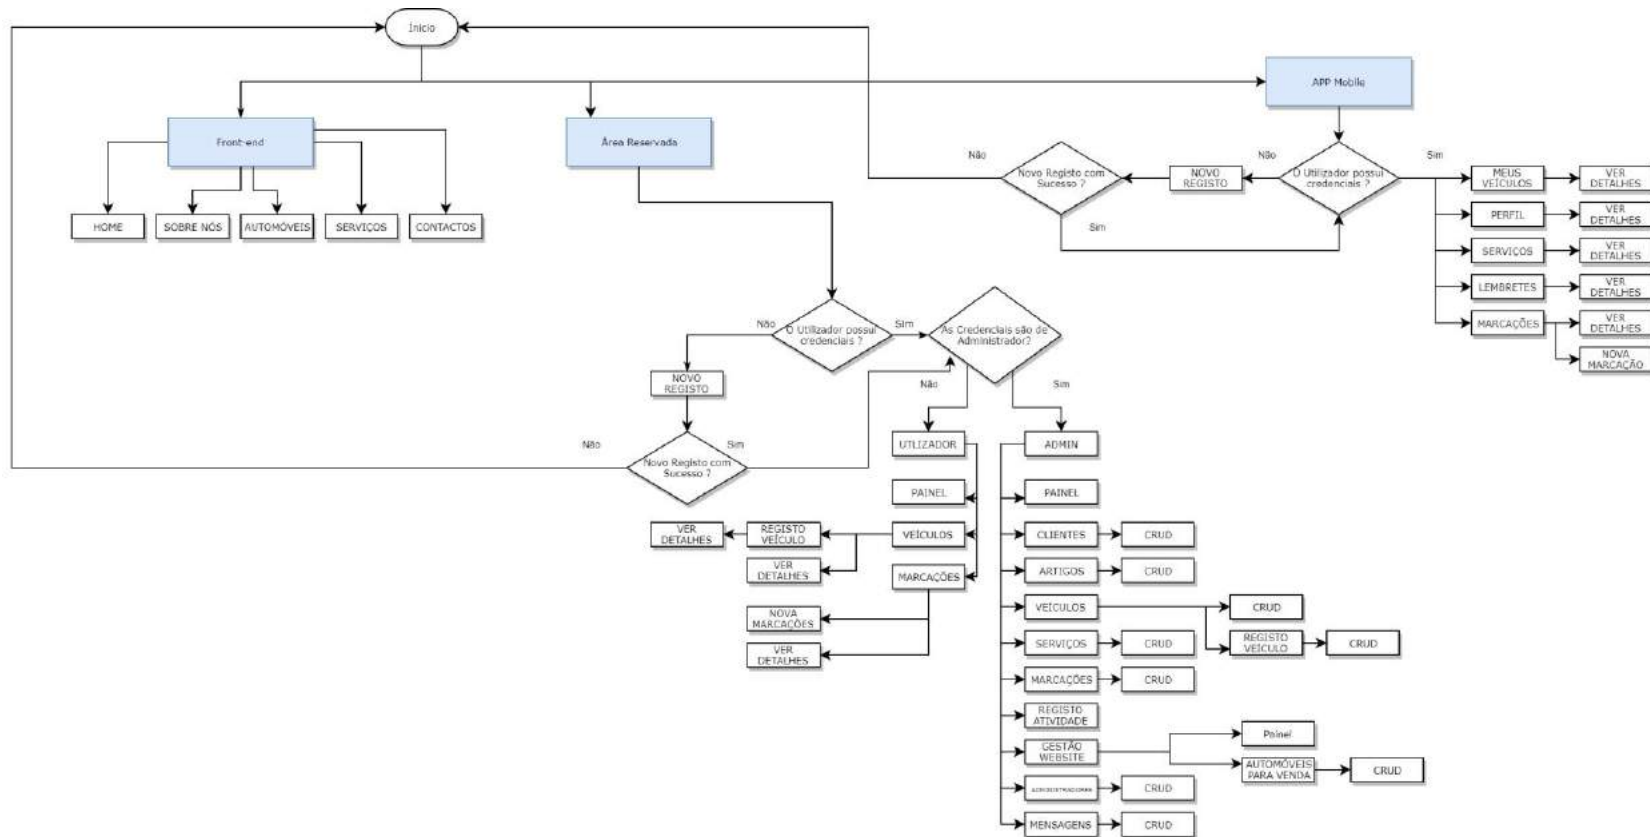 Ínicio
APP Mobile
Front-end
Área Reservada
HOME
SOBRE NÓS
AUTOMÓVEIS
SERVIÇOS
CONTACTOS
Não
Novo Registo com
Sucesso ?
Sim
NOVO
REGISTO
Não
O Utilizador possui
credenciais ?
Sim
MEUS
VEÍCULOS
VER
DETALHES
PERFIL
VER
DETALHES
SERVIÇOS
VER
DETALHES
LEMBRETES
VER
DETALHES
MARCAÇÕES
VER
DETALHES
NOVA
MARCAÇÃO
Não
O Utilizador possui
credenciais ?
Sim
As Credenciais são de
Administrador?
Não
Sim
NOVO
REGISTO
Não
Novo Registo com
Sucesso ?
Sim
UTLIZADOR
PAINEL
VEÍCULOS
REGISTO
VEÍCULO
VER
DETALHES
VER
DETALHES
MARCAÇÕES
NOVA
MARCAÇÕES
VER
DETALHES
ADMIN
PAINEL
CLIENTES
CRUD
ARTIGOS
CRUD
VEÍCULOS
CRUD
REGISTO
VEÍCULO
CRUD
SERVIÇOS
CRUD
MARCAÇÕES
CRUD
REGISTO
ATIVIDADE
GESTÃO
WEBSITE
Painel
AUTOMÓVEIS
PARA VENDA
CRUD
ADMINISTRADORES
CRUD
MENSAGENS
CRUD